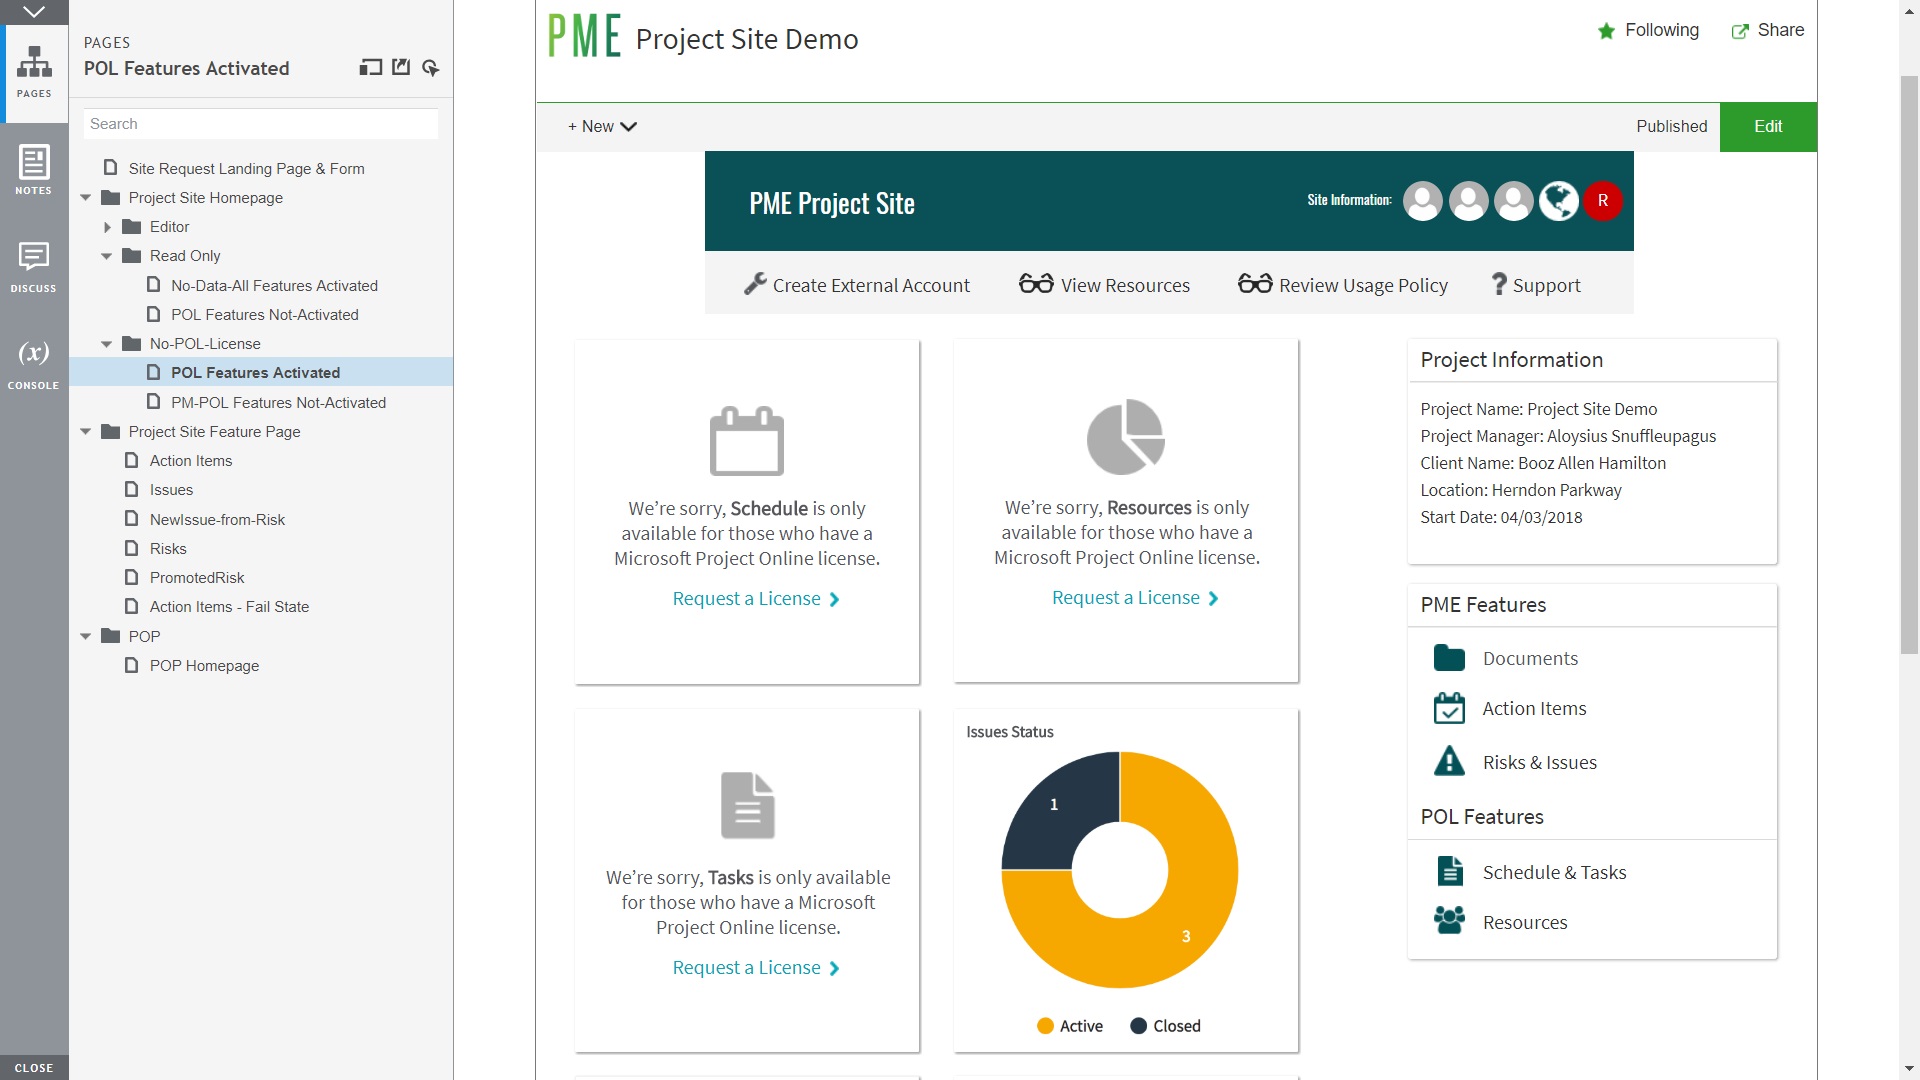 PAGES
NOTES
DISCUSS
(x)
CONSOLE
CLOSE
PAGES
POL Features Activated
Search
Site Request Landing Page & Form
Project Site Homepage
Editor
Read Only
No-Data-All Features Activated
POL Features Not-Activated
No-POL-License
POL Features Activated
PM-POL Features Not-Activated
Project Site Feature Page
Action Items
Issues
NewIssue-from-Risk
Risks
PromotedRisk
Action Items - Fail State
POP
POP Homepage
PME Project Site Demo
Following
Share
+ New
Published
Edit
PME Project Site
Site Information:
R
Create External Account
View Resources
Review Usage Policy
? Support
We’re sorry, Schedule is only
available for those who have a
Microsoft Project Online license.
Request a License
We’re sorry, Resources is only
available for those who have a
Microsoft Project Online license.
Request a License
We’re sorry, Tasks is only available
for those who have a Microsoft
Project Online license.
Request a License
Issues Status
1
3
Active
Closed
Project Information
Project Name: Project Site Demo
Project Manager: Aloysius Snuffleupagus
Client Name: Booz Allen Hamilton
Location: Herndon Parkway
Start Date: 04/03/2018
PME Features
Documents
Action Items
Risks & Issues
POL Features
Schedule & Tasks
Resources